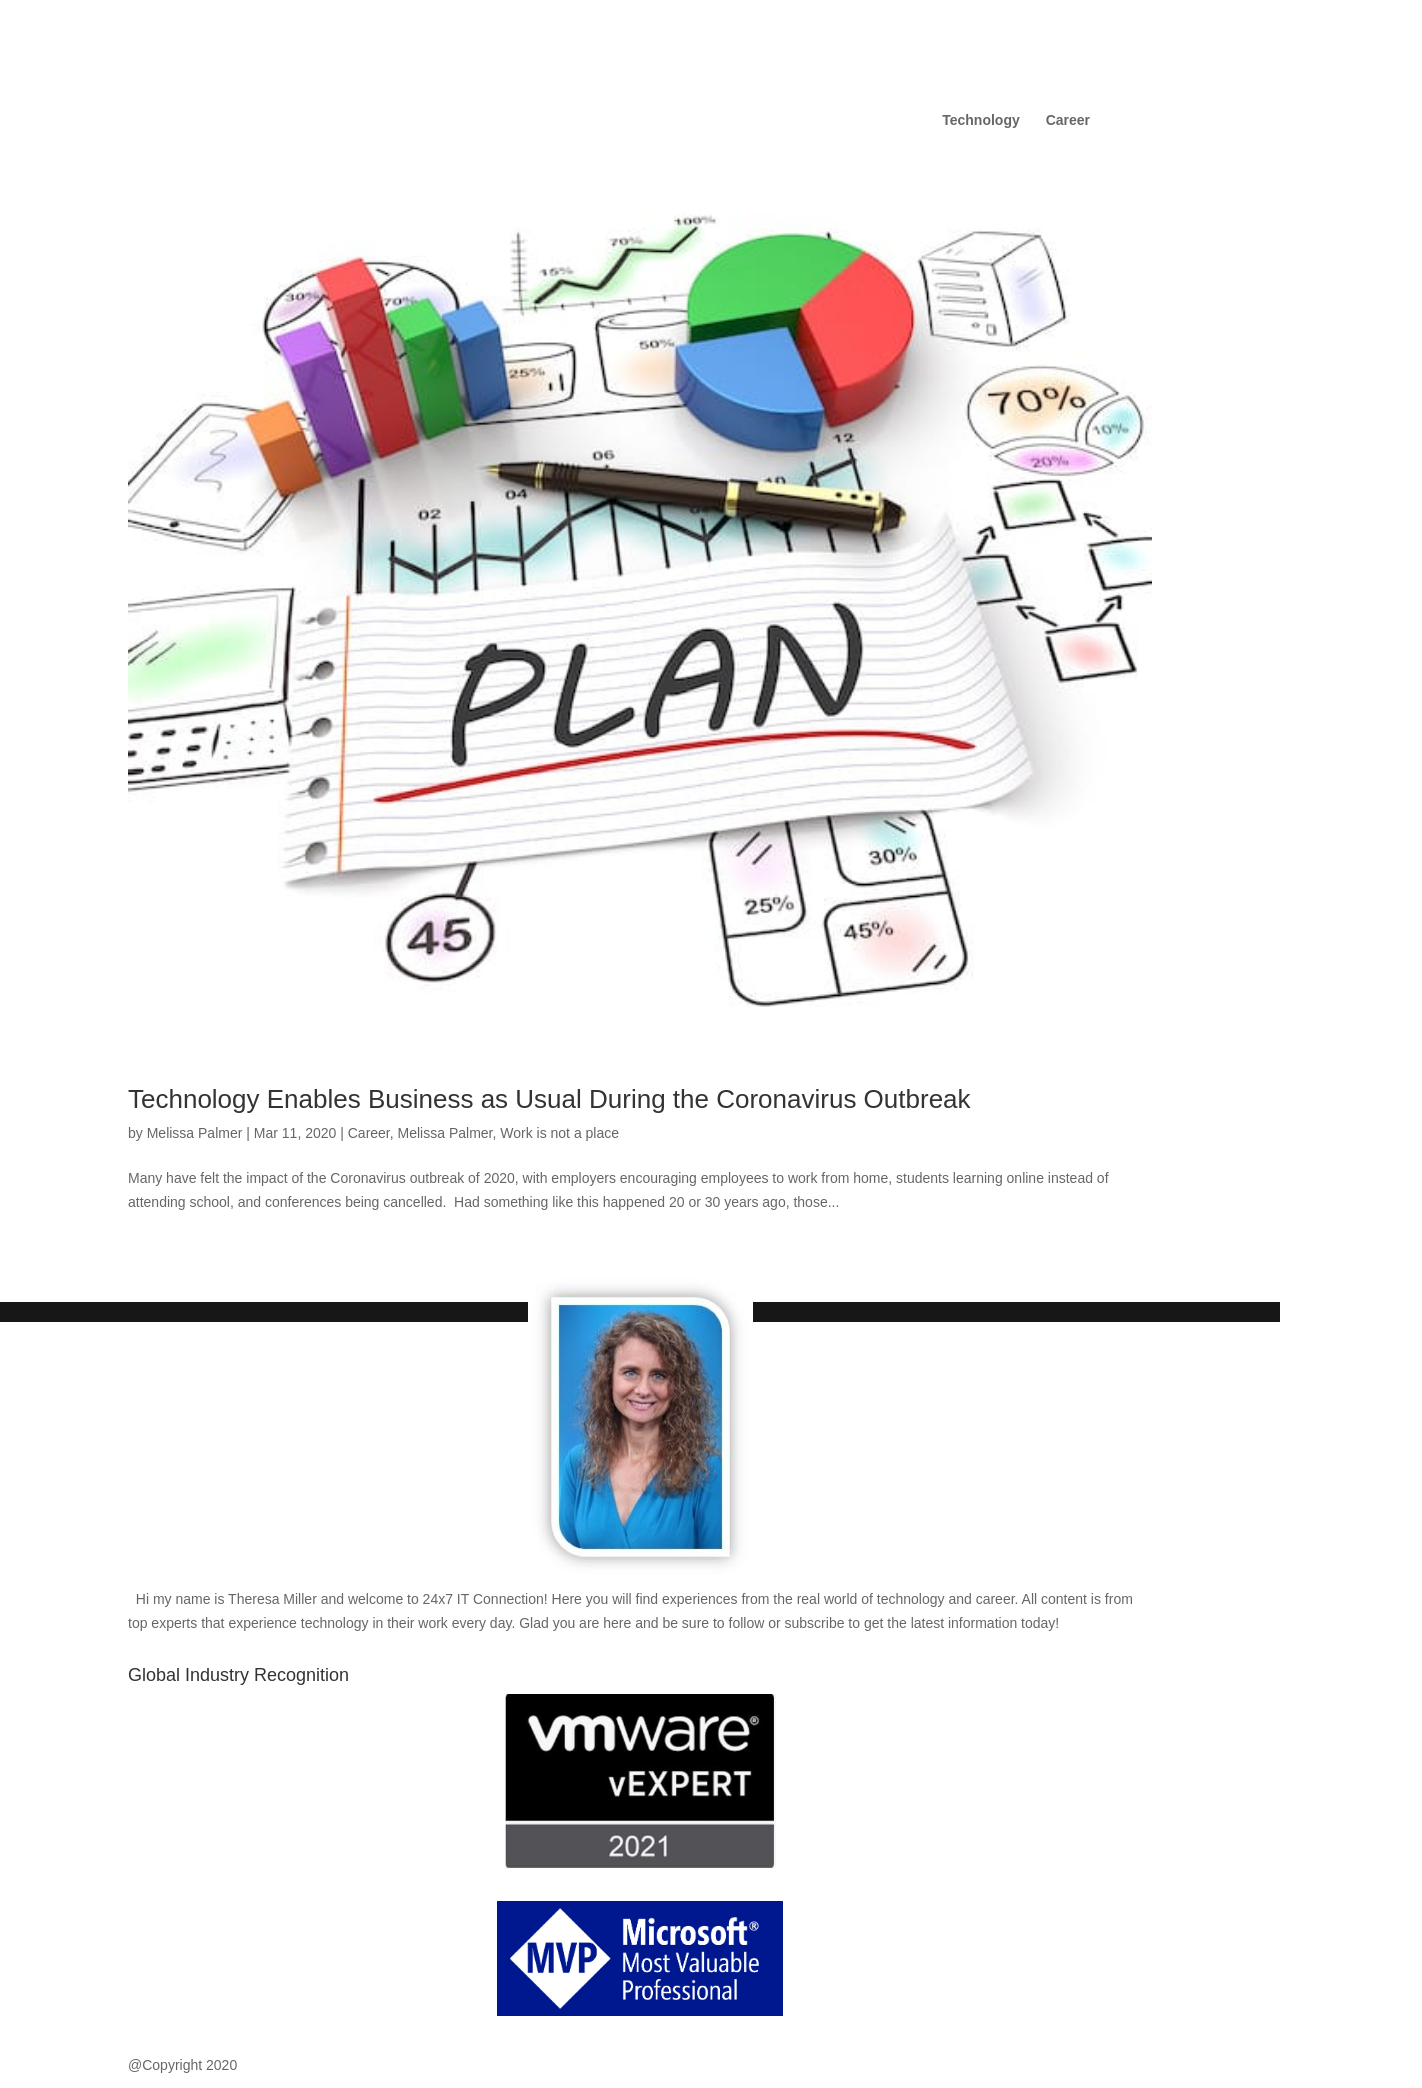 Technology Career
100%
70%
15%
30%
70%
50%
25%
70%
10%
20%
12
06
10
04
02
PLAN
30%
25%
45%
45
Technology Enables Business as Usual During the Coronavirus Outbreak
by Melissa Palmer | Mar 11, 2020 | Career, Melissa Palmer, Work is not a place
Many have felt the impact of the Coronavirus outbreak of 2020, with employers encouraging employees to work from home, students learning online instead of
attending school, and conferences being cancelled.  Had something like this happened 20 or 30 years ago, those...
Hi my name is Theresa Miller and welcome to 24x7 IT Connection! Here you will find experiences from the real world of technology and career. All content is from
top experts that experience technology in their work every day. Glad you are here and be sure to follow or subscribe to get the latest information today!
Global Industry Recognition
vmware®
vEXPERT
2021
MVP
Microsoft®
Most Valuable
Professional
@Copyright 2020